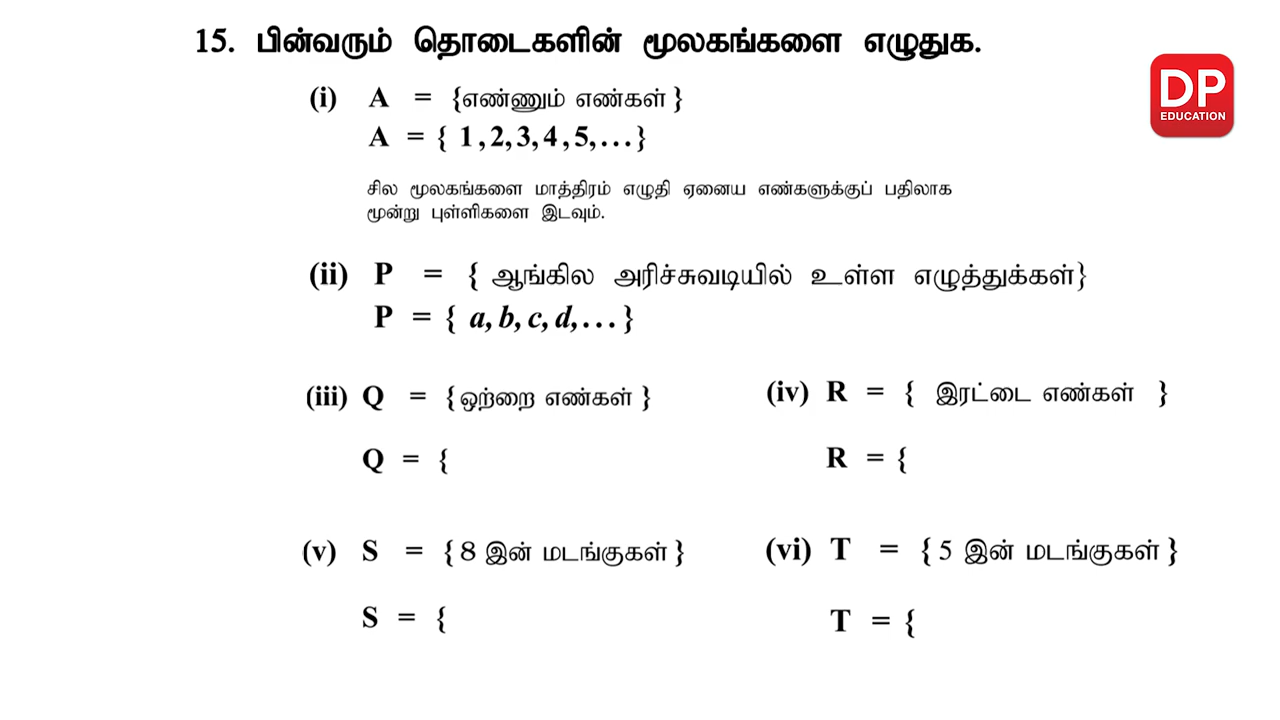 15. பின்வரும் தொடைகளின் மூலகங்களை எழுதுக.
DP
EDUCATION
(i) A = {எண்ணும் எண்கள் }
A = { 1 , 2, 3, 4 , 5, . . . }
சில மூலகங்களை மாத்திரம் எழுதி ஏனைய எண்களுக்குப் பதிலாக
மூன்று புள்ளிகளை இடவும்.
(ii) P = { ஆங்கில அரிச்சுவடியில் உள்ள எழுத்துக்கள்}
P = { a, b, c, d, . . . }
(iii) Q = { ஒற்றை எண்கள் }
(iv) R = { இரட்டை எண்கள் }
Q = {
R = {
(v) S = { 8 இன் மடங்குகள் }
(vi) T = { 5 இன் மடங்குகள் }
S = {
T = {